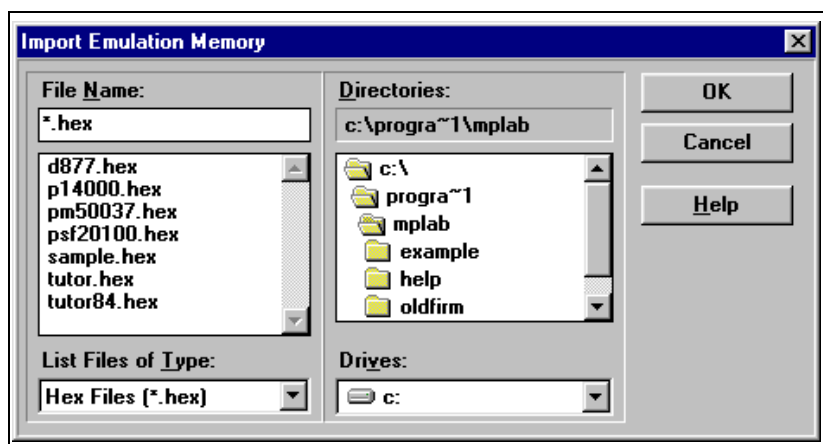 Import Emulation Memory
File Name:
*.hex
d877.hex
p14000.hex
pm50037.hex
psf20100.hex
sample.hex
tutor.hex
tutor84.hex
List Files of Type:
Hex Files (*.hex)
Directories:
c:\progra~1\mplab
c:\
progra~1
mplab
example
help
oldfirm
Drives:
c:
OK
Cancel
Help